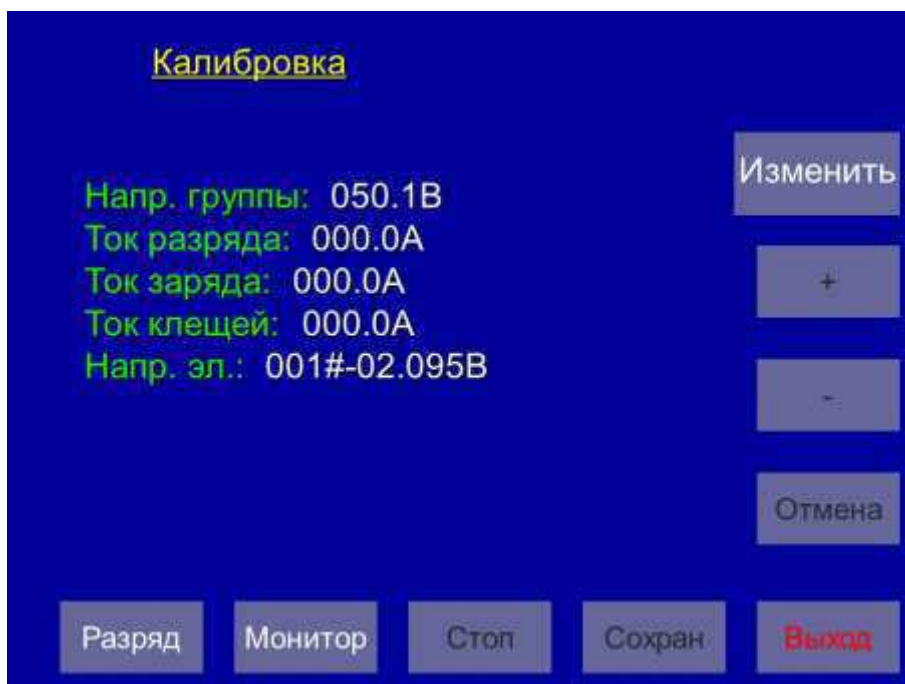 Калибровка
Изменить
Напр. группы: 050.1В
Ток разряда: 000.0А
Ток заряда: 000.0А
Ток клещей: 000.0А
Напр. эл.: 001#-02.095В
+
-
Отмена
Разряд Монитор Стоп Сохран Выход